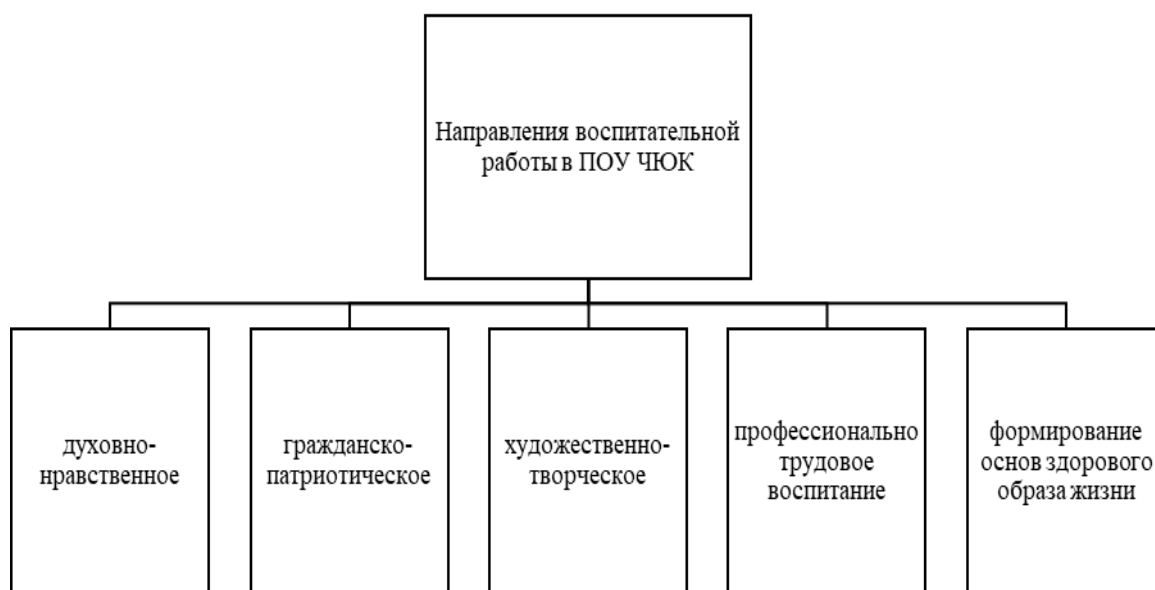 Направления воспитательной
работы в ПОУ ЧЮК
духовно-
нравственное
гражданско-
патриотическое
художественно-
творческое
профессионально
трудовое
воспитание
формирование
основ здорового
образа жизни